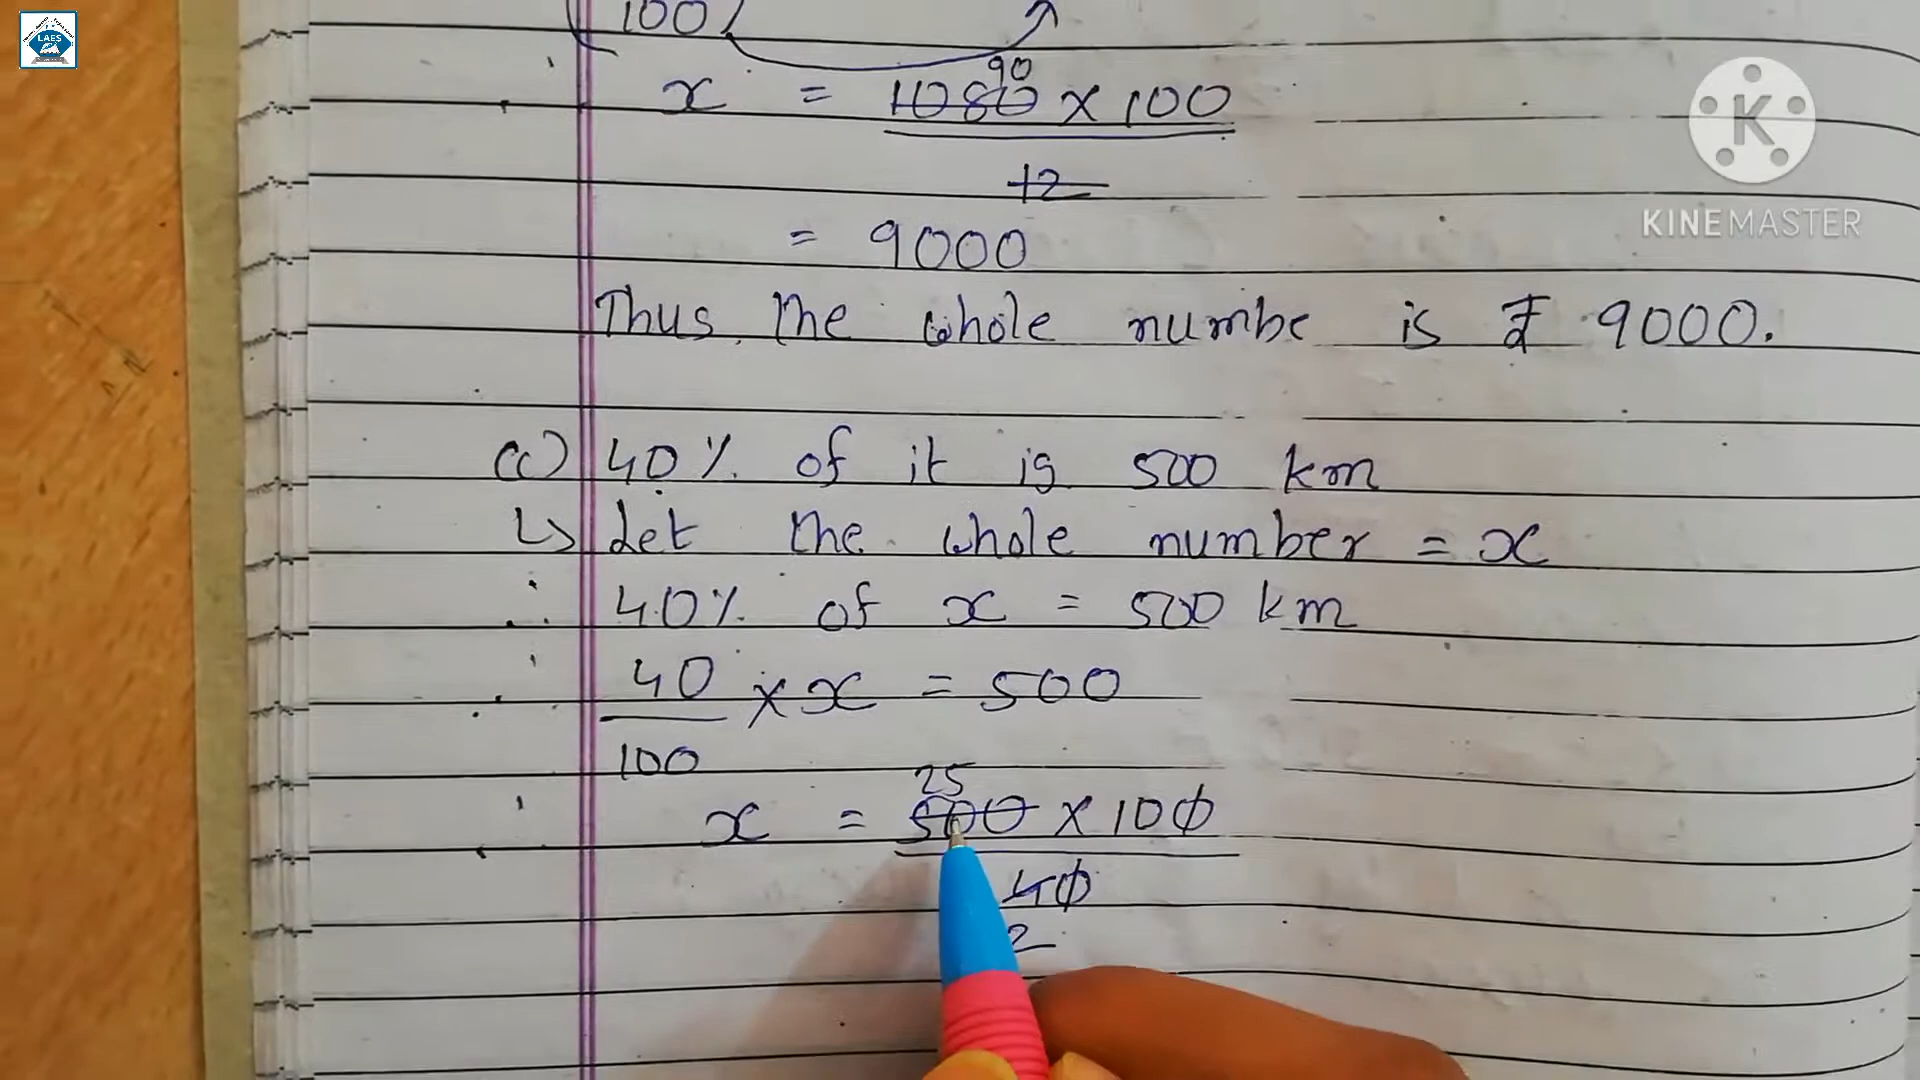 LAES
100
90
x = 1080 x 100
12
= 9000
Thus, the whole numbe is ₹ 9000.
(c) 40% of it is 500 km
↳ Let the whole number = x
∴ 40% of x = 500 km
∴ 40 x x = 500
100
25
x = 500 x 100
40
2
K
KINEMASTER